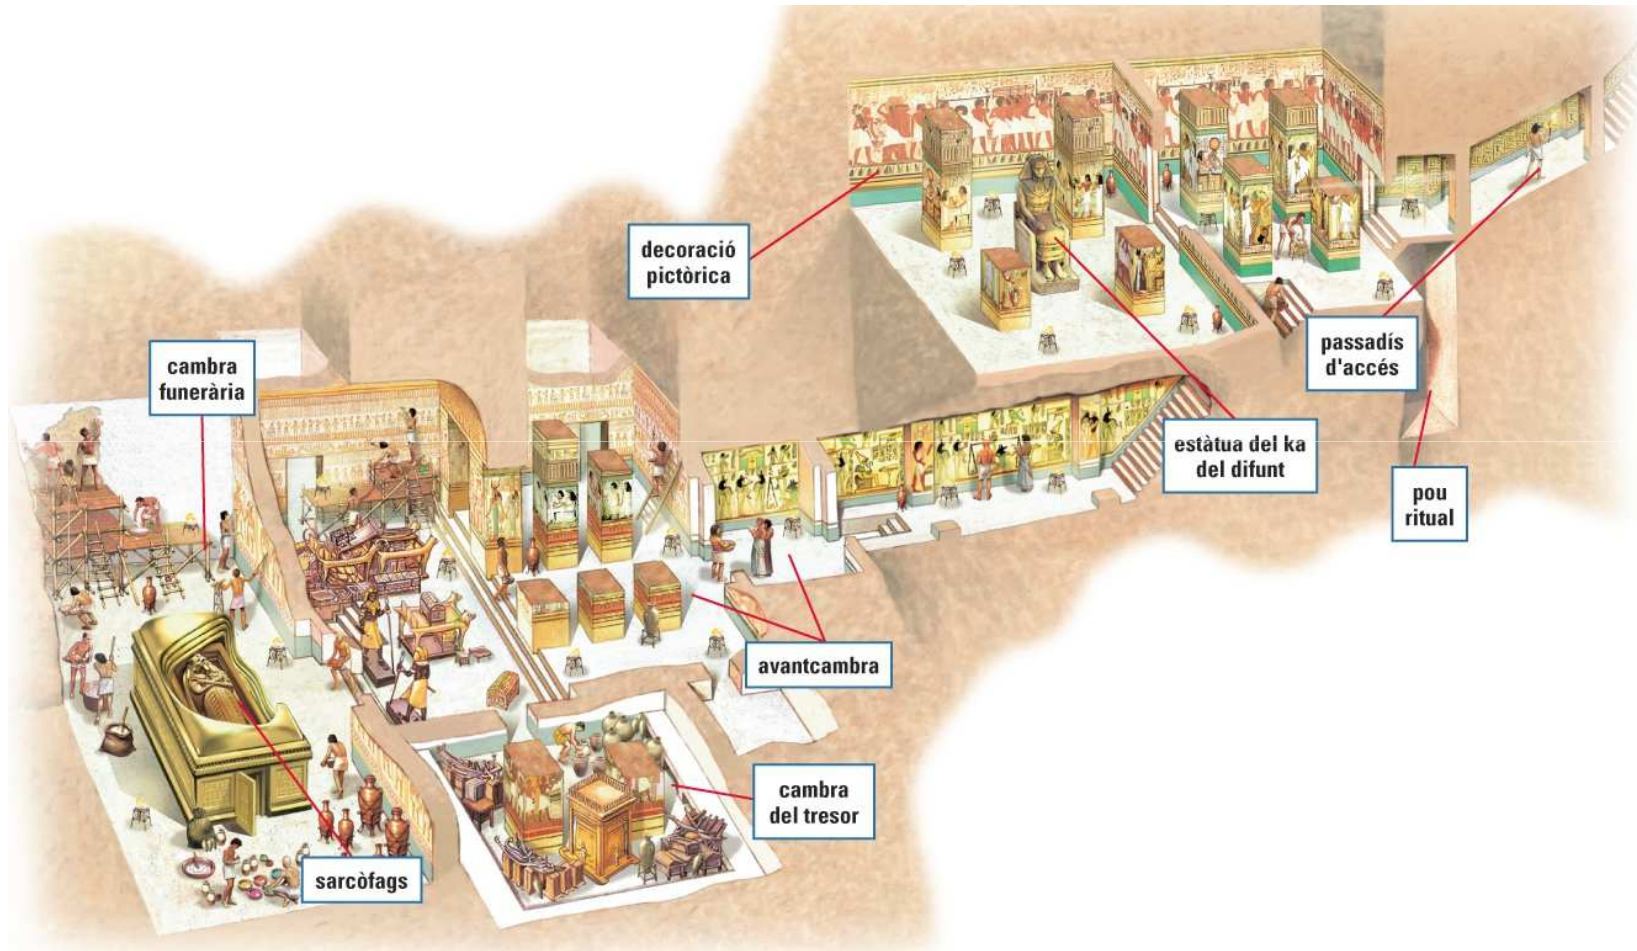 decoració
pictòrica
passadís
d'accés
cambra
funerària
estàtua del ka
del difunt
pou
ritual
avantcambra
cambra
del tresor
sarcòfags